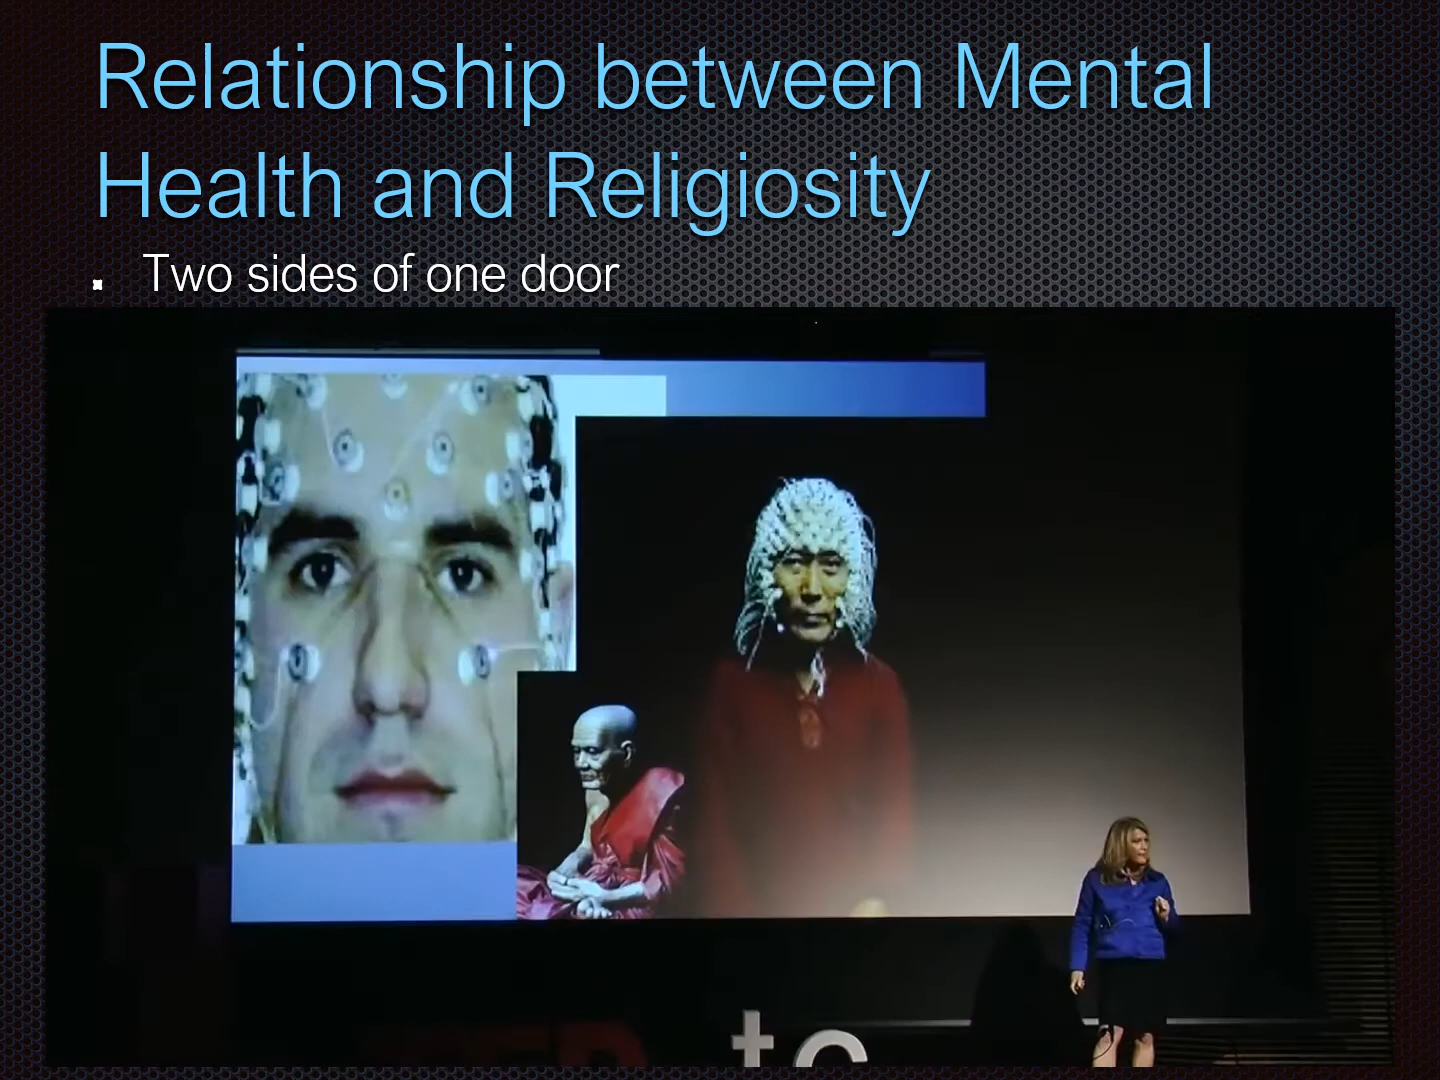 Relationship between Mental
Health and Religiosity
Two sides of one door